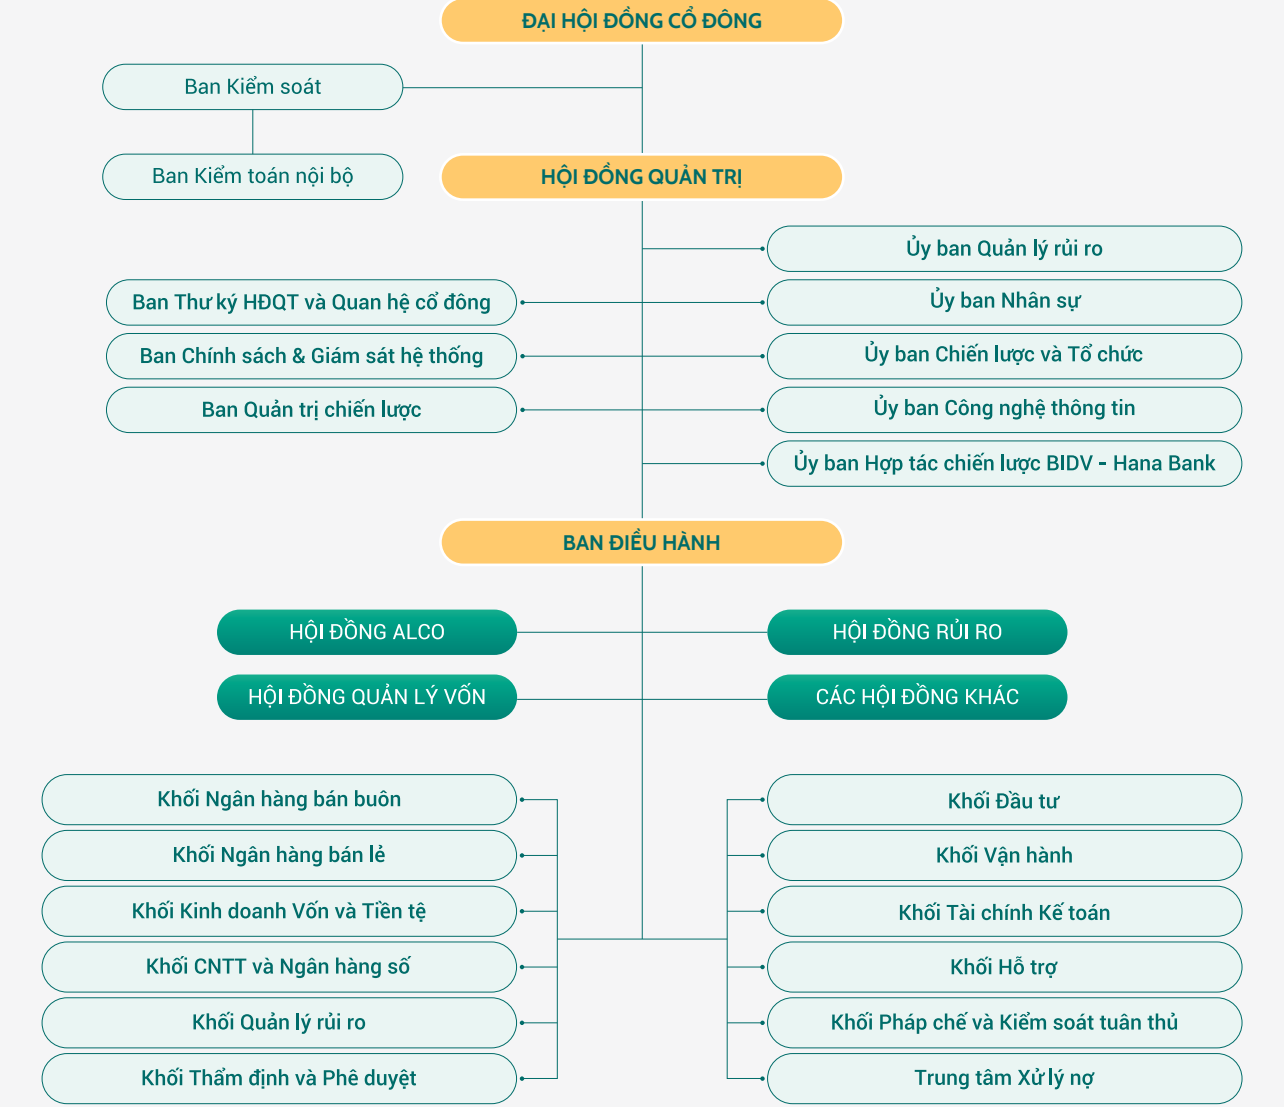 ĐẠI HỘI ĐỒNG CỔ ĐÔNG
Ban Kiểm soát
Ban Kiểm toán nội bộ
HỘI ĐỒNG QUẢN TRỊ
Ủy ban Quản lý rủi ro
Ban Thư ký HĐQT và Quan hệ cổ đông
Ủy ban Nhân sự
Ban Chính sách & Giám sát hệ thống
Ủy ban Chiến lược và Tổ chức
Ban Quản trị chiến lược
Ủy ban Công nghệ thông tin
Ủy ban Hợp tác chiến lược BIDV - Hana Bank
BAN ĐIỀU HÀNH
HỘI ĐỒNG ALCO
HỘI ĐỒNG RỦI RO
HỘI ĐỒNG QUẢN LÝ VỐN
CÁC HỘI ĐỒNG KHÁC
Khối Ngân hàng bán buôn
Khối Đầu tư
Khối Ngân hàng bán lẻ
Khối Vận hành
Khối Kinh doanh Vốn và Tiền tệ
Khối Tài chính Kế toán
Khối CNTT và Ngân hàng số
Khối Hỗ trợ
Khối Quản lý rủi ro
Khối Pháp chế và Kiểm soát tuân thủ
Khối Thẩm định và Phê duyệt
Trung tâm Xử lý nợ